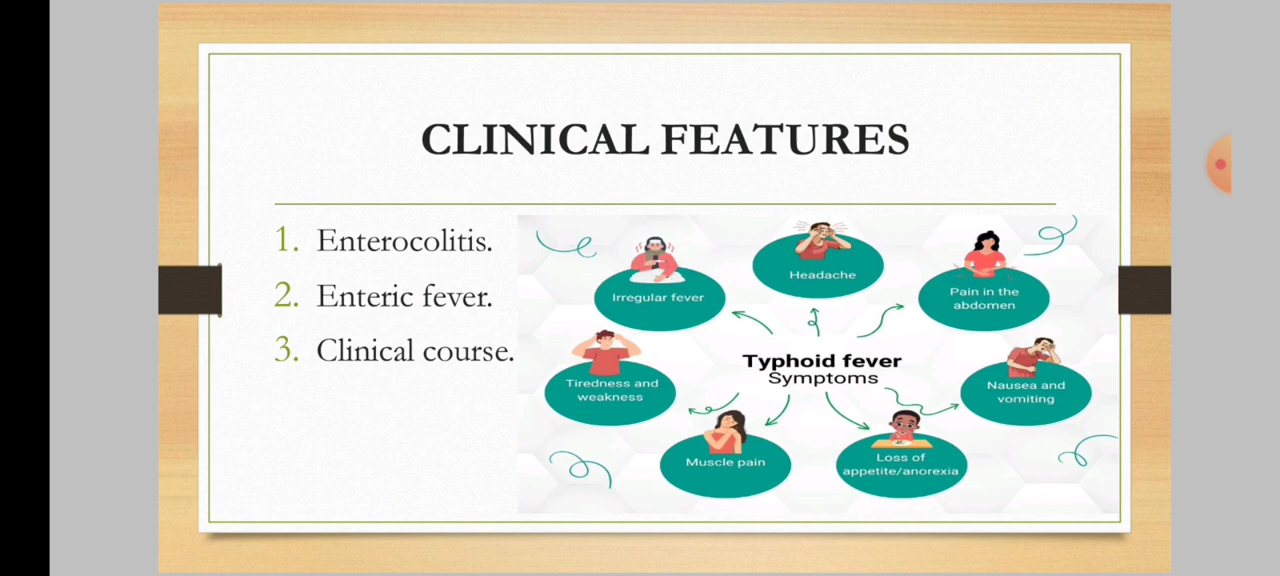 CLINICAL FEATURES
1. Enterocolitis.
2. Enteric fever.
3. Clinical course.
Headache
Irregular fever
Pain in the
abdomen
Typhoid fever
Symptoms
Tiredness and
weakness
Nausea and
vomiting
Muscle pain
Loss of
appetite/anorexia